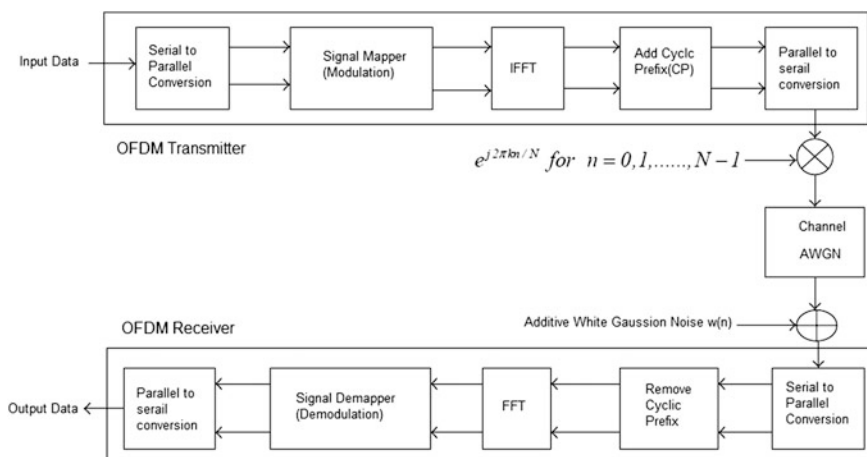 Input Data
Serial to
Parallel
Conversion
Signal Mapper
(Modulation)
IFFT
Add Cyclc
Prefix(CP)
Parallel to
serail
conversion
OFDM Transmitter
e^{j 2πkn / N} for n = 0,1,......, N − 1
Channel
AWGN
Additive White Gaussion Noise w(n)
OFDM Receiver
Output Data
Parallel to
serail
conversion
Signal Demapper
(Demodulation)
FFT
Remove
Cyclic
Prefix
Serial to
Parallel
Conversion